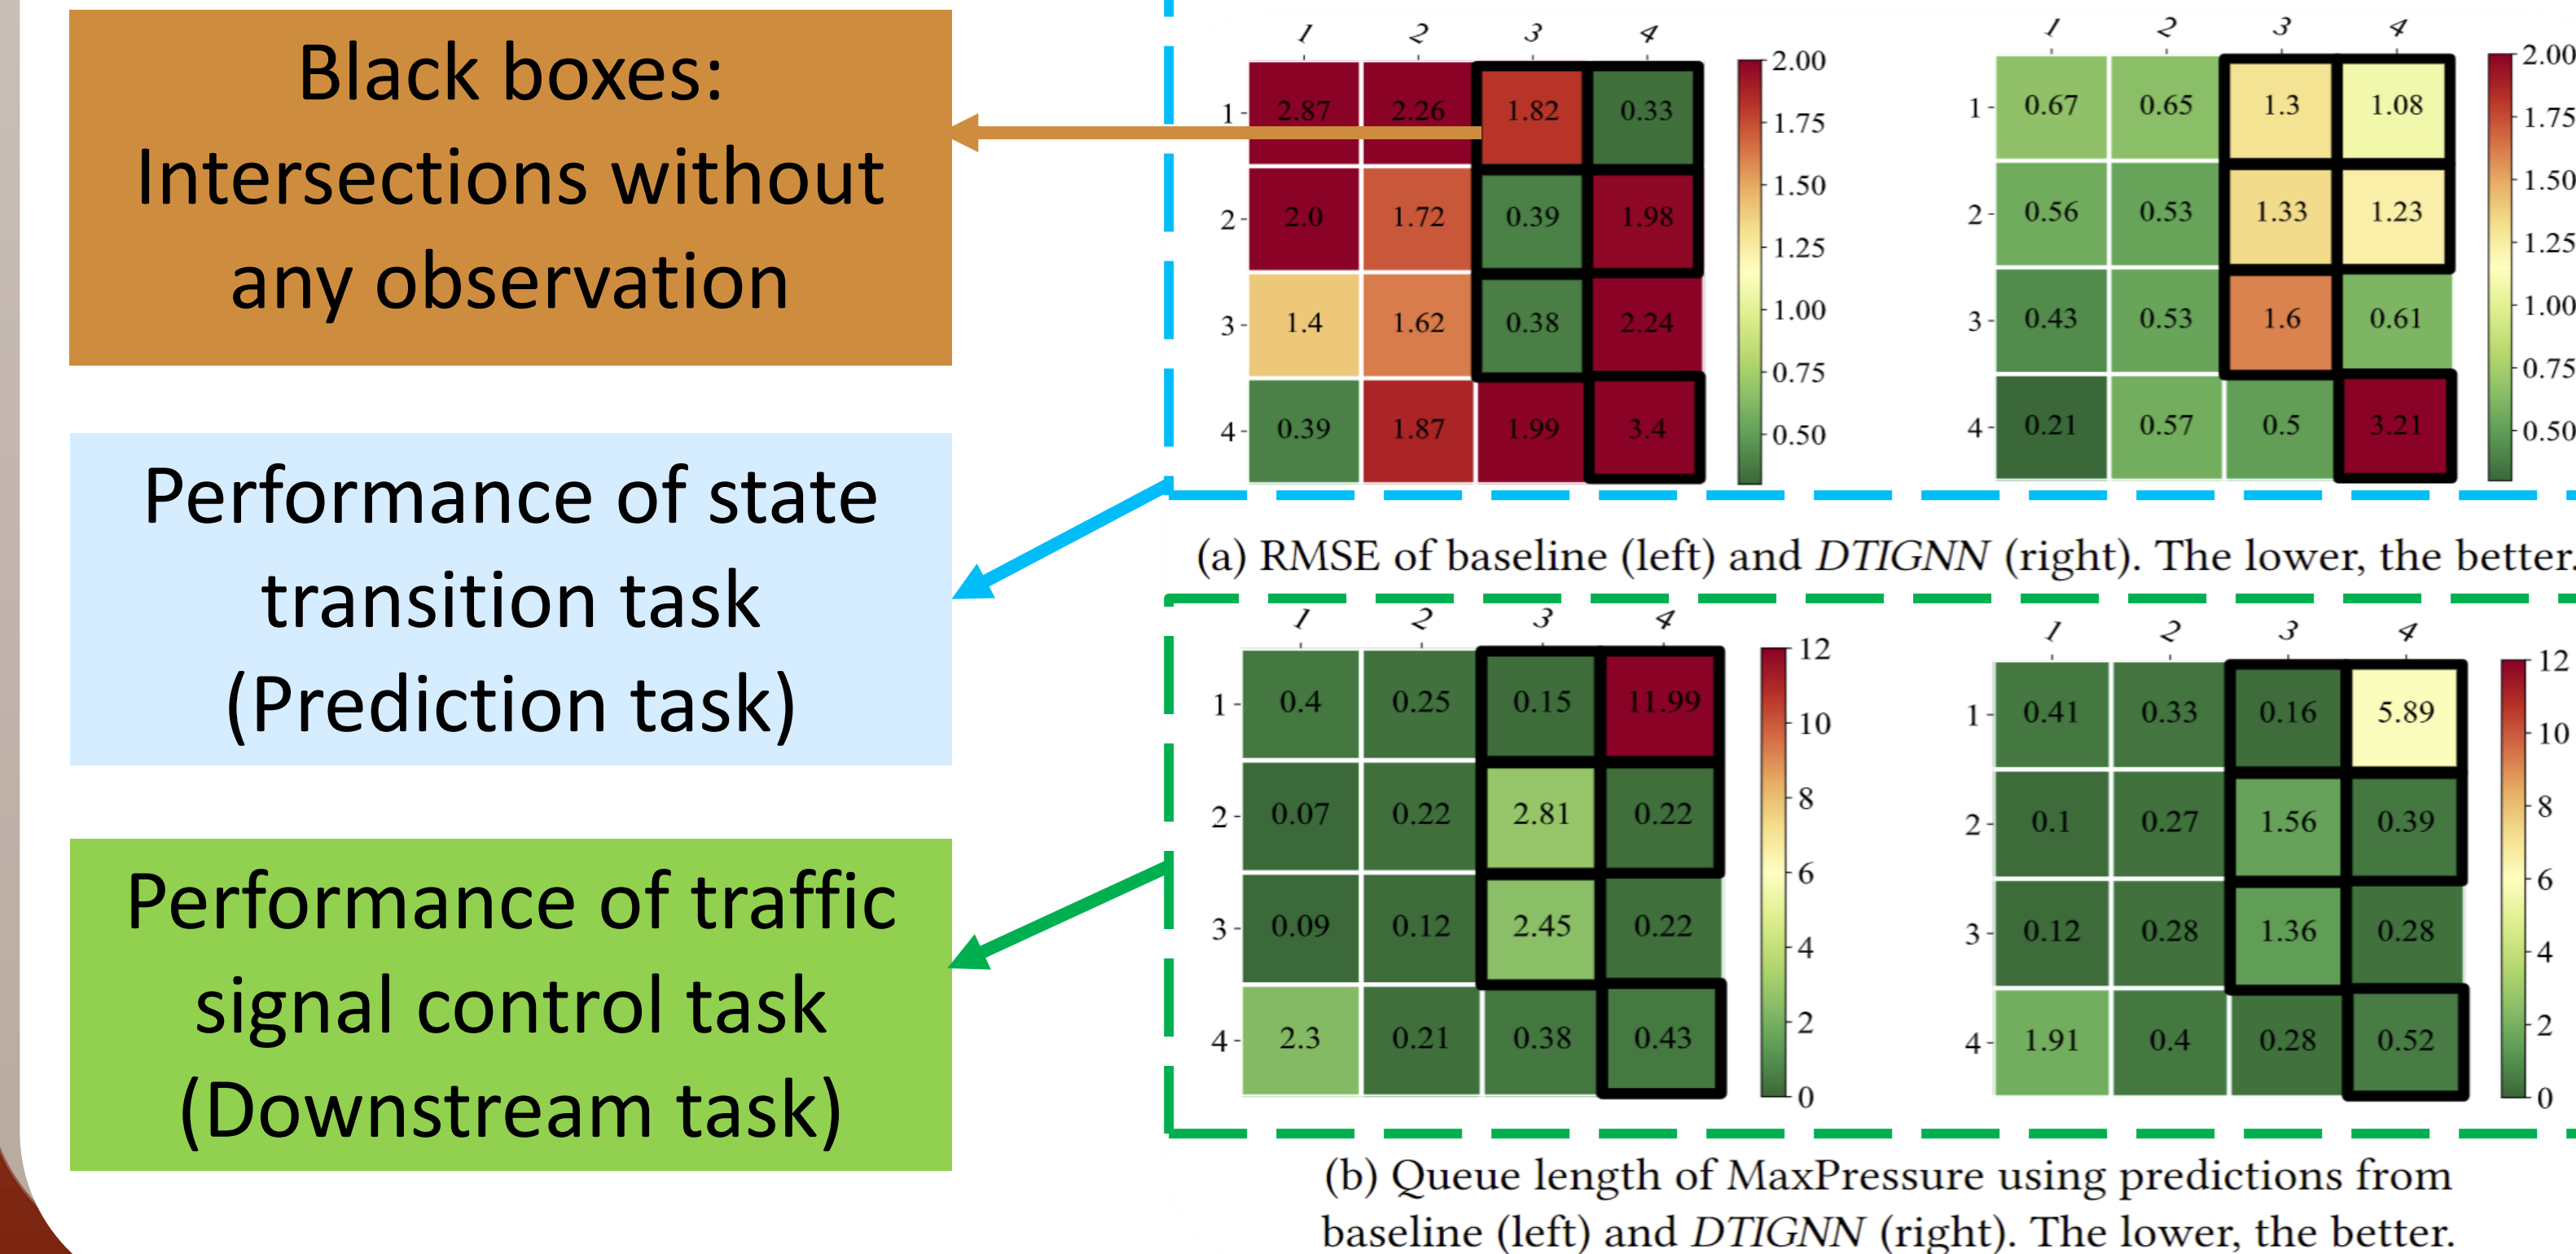 Black boxes:
Intersections without
any observation
Performance of state
transition task
(Prediction task)
Performance of traffic
signal control task
(Downstream task)
1 2 3 4
1 2.87 2.26 1.82 0.33
2 2.0 1.72 0.39 1.98
3 1.4 1.62 0.38 2.24
4 0.39 1.87 1.99 3.4
2.00
1.75
1.50
1.25
1.00
0.75
0.50
1 2 3 4
1 0.67 0.65 1.3 1.08
2 0.56 0.53 1.33 1.23
3 0.43 0.53 1.6 0.61
4 0.21 0.57 0.5 3.21
2.00
1.75
1.50
1.25
1.00
0.75
0.50
(a) RMSE of baseline (left) and DTIGNN (right). The lower, the better.
1 2 3 4
1 0.4 0.25 0.15 11.99
2 0.07 0.22 2.81 0.22
3 0.09 0.12 2.45 0.22
4 2.3 0.21 0.38 0.43
12
10
8
6
4
2
0
1 2 3 4
1 0.41 0.33 0.16 5.89
2 0.1 0.27 1.56 0.39
3 0.12 0.28 1.36 0.28
4 1.91 0.4 0.28 0.52
12
10
8
6
4
2
0
(b) Queue length of MaxPressure using predictions from
baseline (left) and DTIGNN (right). The lower, the better.